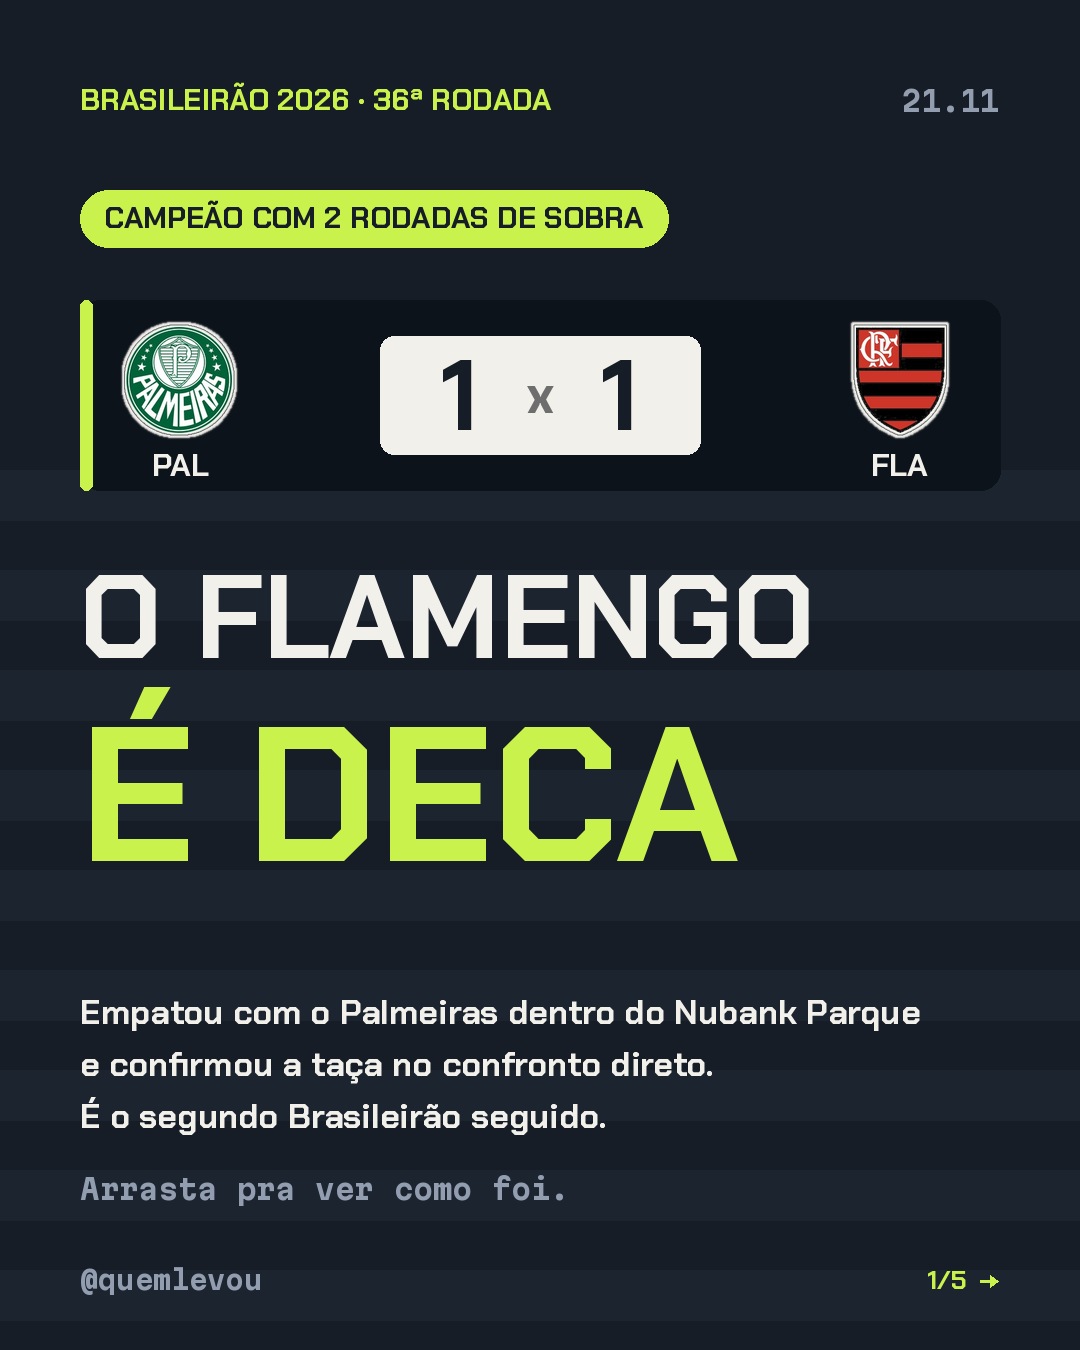 BRASILEIRÃO 2026 · 36ª RODADA
21.11
CAMPEÃO COM 2 RODADAS DE SOBRA
P
PALMEIRAS
1 x 1
CRF
PAL
FLA
O FLAMENGO
É DECA
Empatou com o Palmeiras dentro do Nubank Parque
e confirmou a taça no confronto direto.
É o segundo Brasileirão seguido.
Arrasta pra ver como foi.
@quemlevou
1/5 →